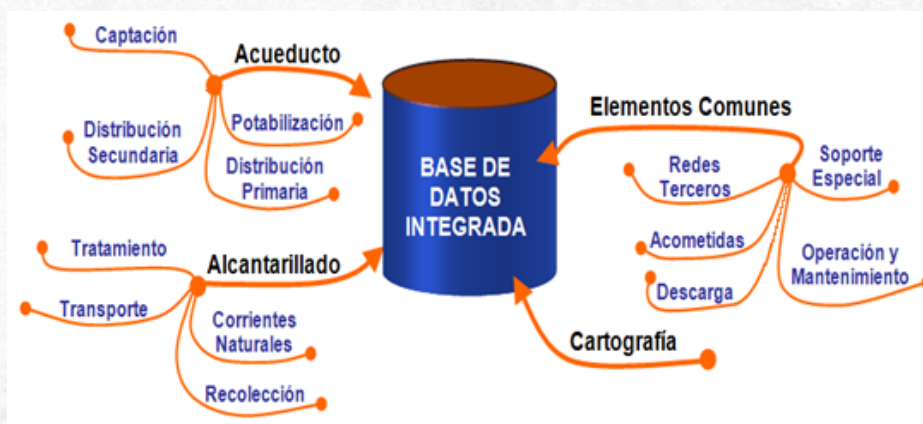 Captación
Acueducto
Distribución
Secundaria
Potabilización
Distribución
Primaria
Tratamiento
Alcantarillado
Transporte
Corrientes
Naturales
Recolección
BASE DE
DATOS
INTEGRADA
Elementos Comunes
Redes
Terceros
Soporte
Especial
Acometidas
Operación y
Mantenimiento
Descarga
Cartografía